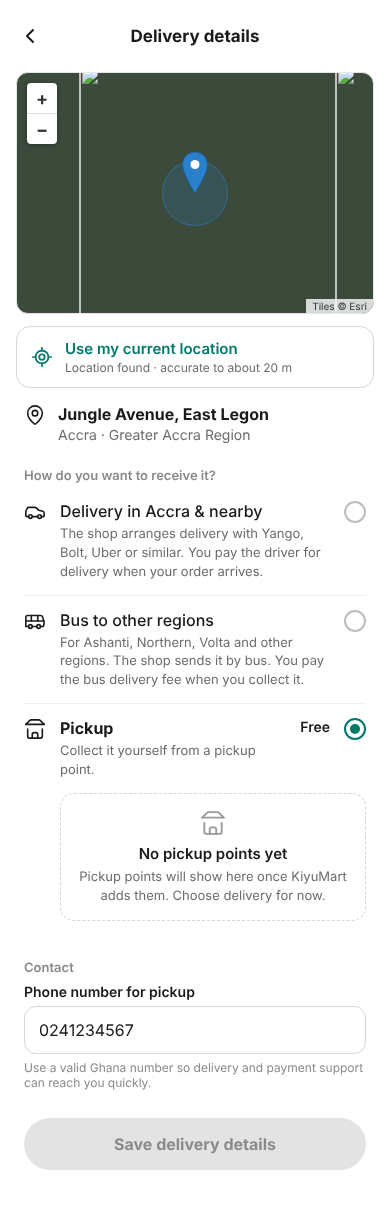 Delivery details
+
−
Tiles © Esri
Use my current location
Location found · accurate to about 20 m
Jungle Avenue, East Legon
Accra · Greater Accra Region
How do you want to receive it?
Delivery in Accra & nearby
The shop arranges delivery with Yango,
Bolt, Uber or similar. You pay the driver for
delivery when your order arrives.
Bus to other regions
For Ashanti, Northern, Volta and other
regions. The shop sends it by bus. You pay
the bus delivery fee when you collect it.
Pickup Free
Collect it yourself from a pickup
point.
No pickup points yet
Pickup points will show here once KiyuMart
adds them. Choose delivery for now.
Contact
Phone number for pickup
0241234567
Use a valid Ghana number so delivery and payment support
can reach you quickly.
Save delivery details